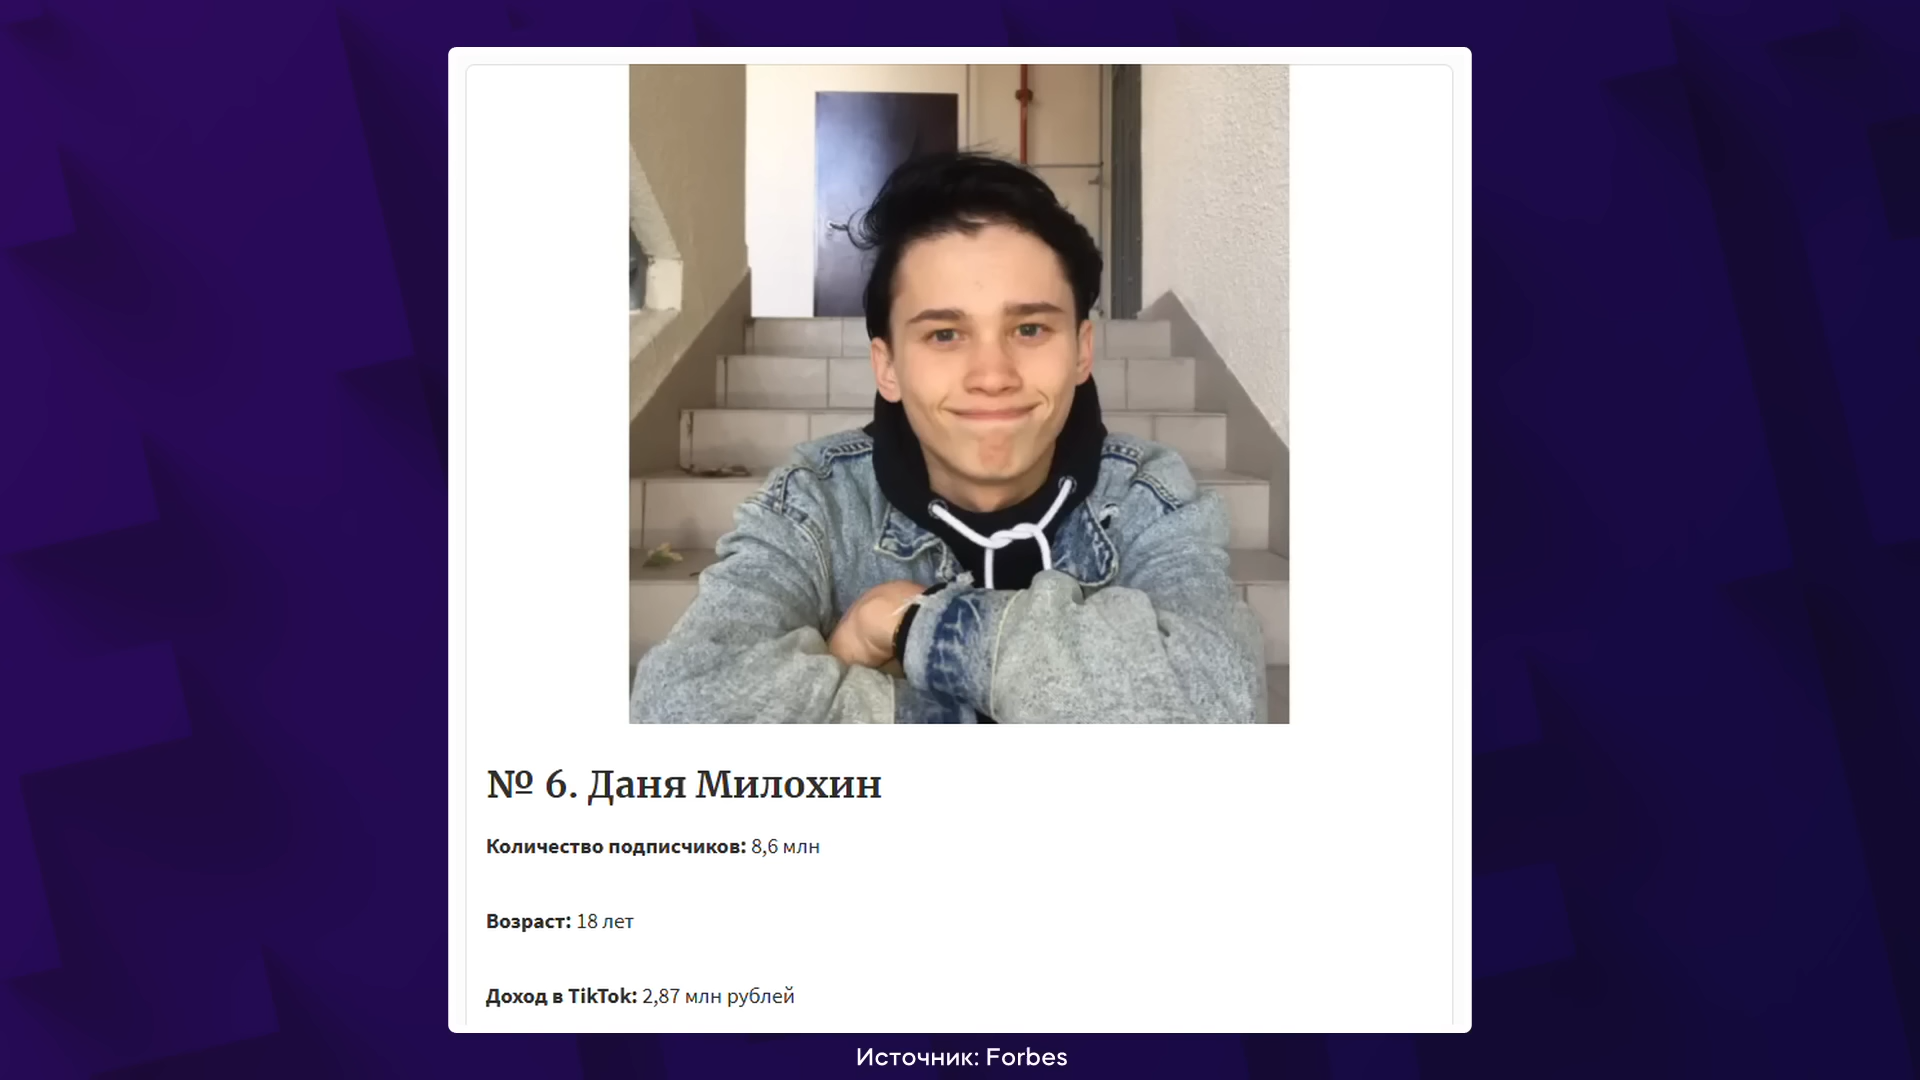 № 6. Даня Милохин
Количество подписчиков: 8,6 млн
Возраст: 18 лет
Доход в TikTok: 2,87 млн рублей
Источник: Forbes